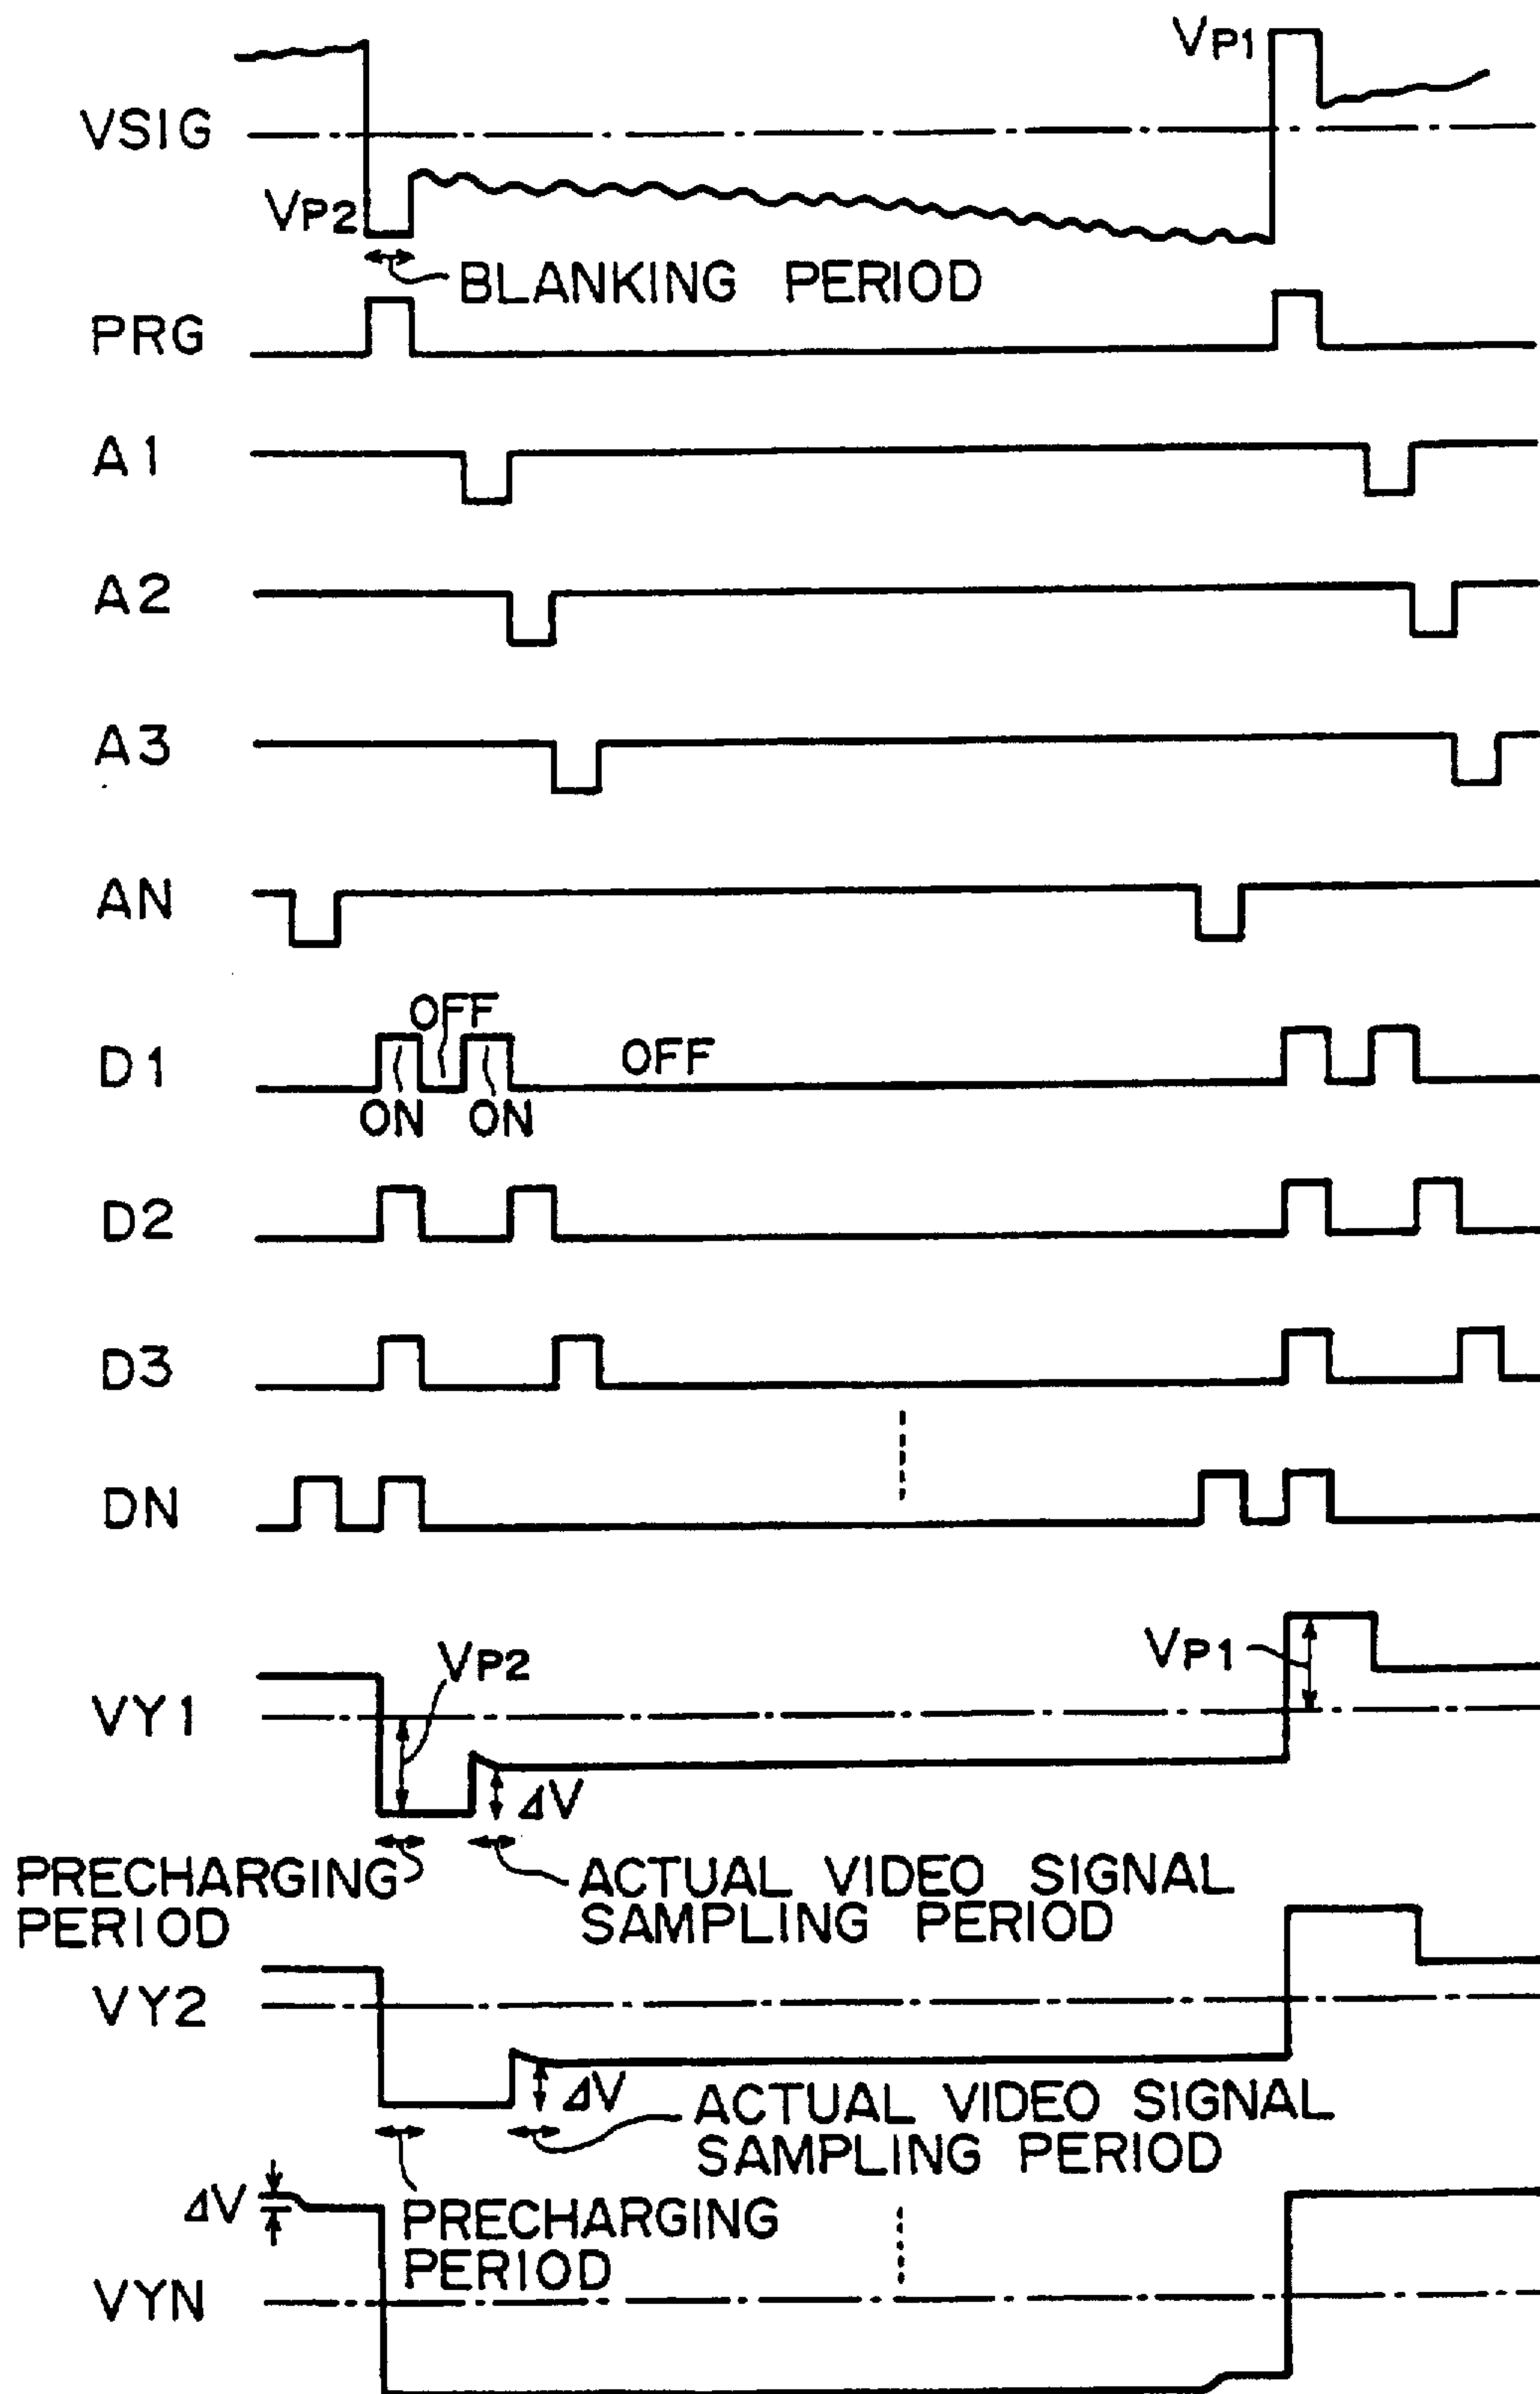 VP1
VSIG
VP2
BLANKING PERIOD
PRG
A1
A2
A3
AN
OFF
D1
OFF
ON ON
D2
D3
DN
VP2
VP1
VY1
ΔV
PRECHARGING
PERIOD
ACTUAL VIDEO SIGNAL
SAMPLING PERIOD
VY2
ΔV
ACTUAL VIDEO SIGNAL
SAMPLING PERIOD
ΔV
PRECHARGING
PERIOD
VYN